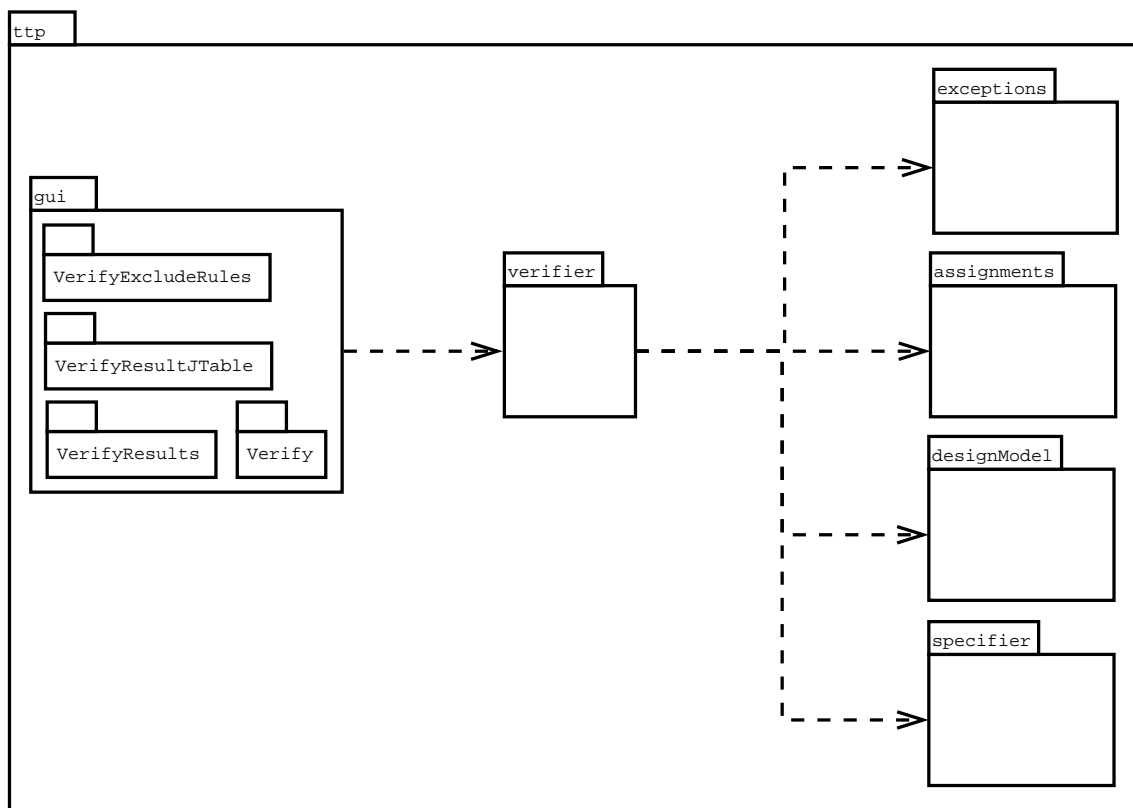 ttp
exceptions
gui
VerifyExcludeRules
verifier
assignments
VerifyResultJTable
VerifyResults
Verify
designModel
specifier